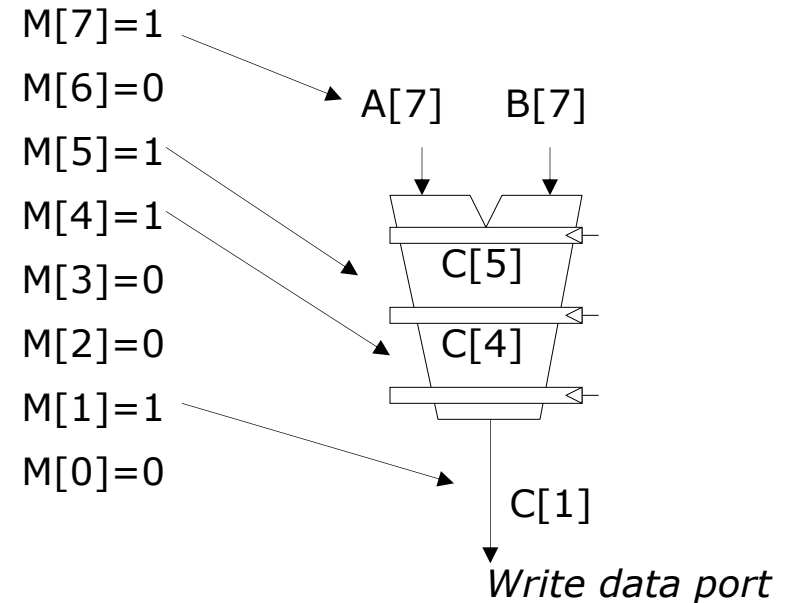 M[7]=1
M[6]=0
M[5]=1
M[4]=1
M[3]=0
M[2]=0
M[1]=1
M[0]=0
A[7] B[7]
C[5]
C[4]
C[1]
Write data port